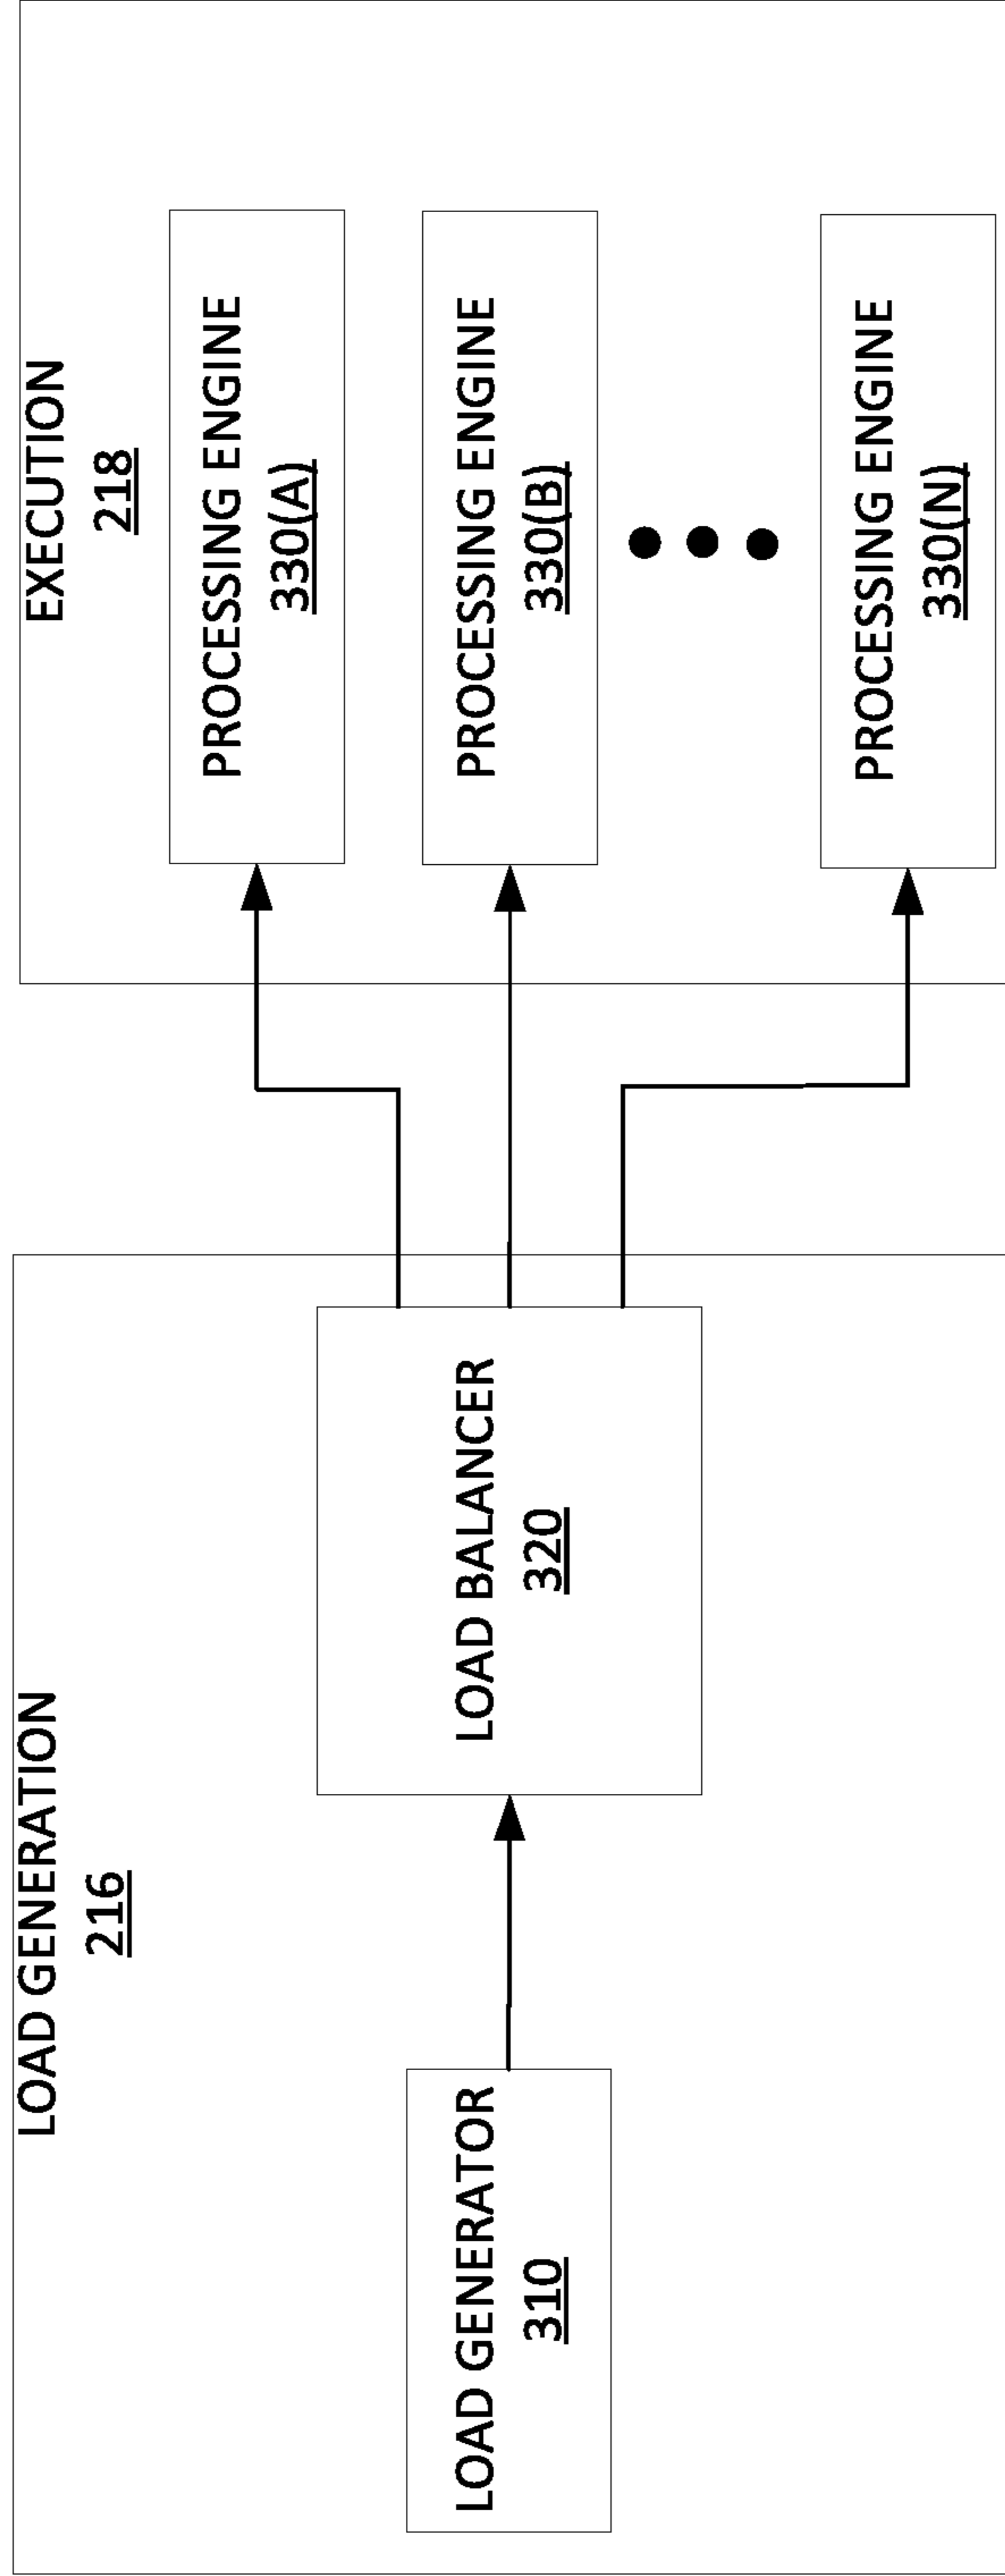 LOAD GENERATION
216
LOAD GENERATOR
310
LOAD BALANCER
320
EXECUTION
218
PROCESSING ENGINE
330(A)
PROCESSING ENGINE
330(B)
PROCESSING ENGINE
330(N)